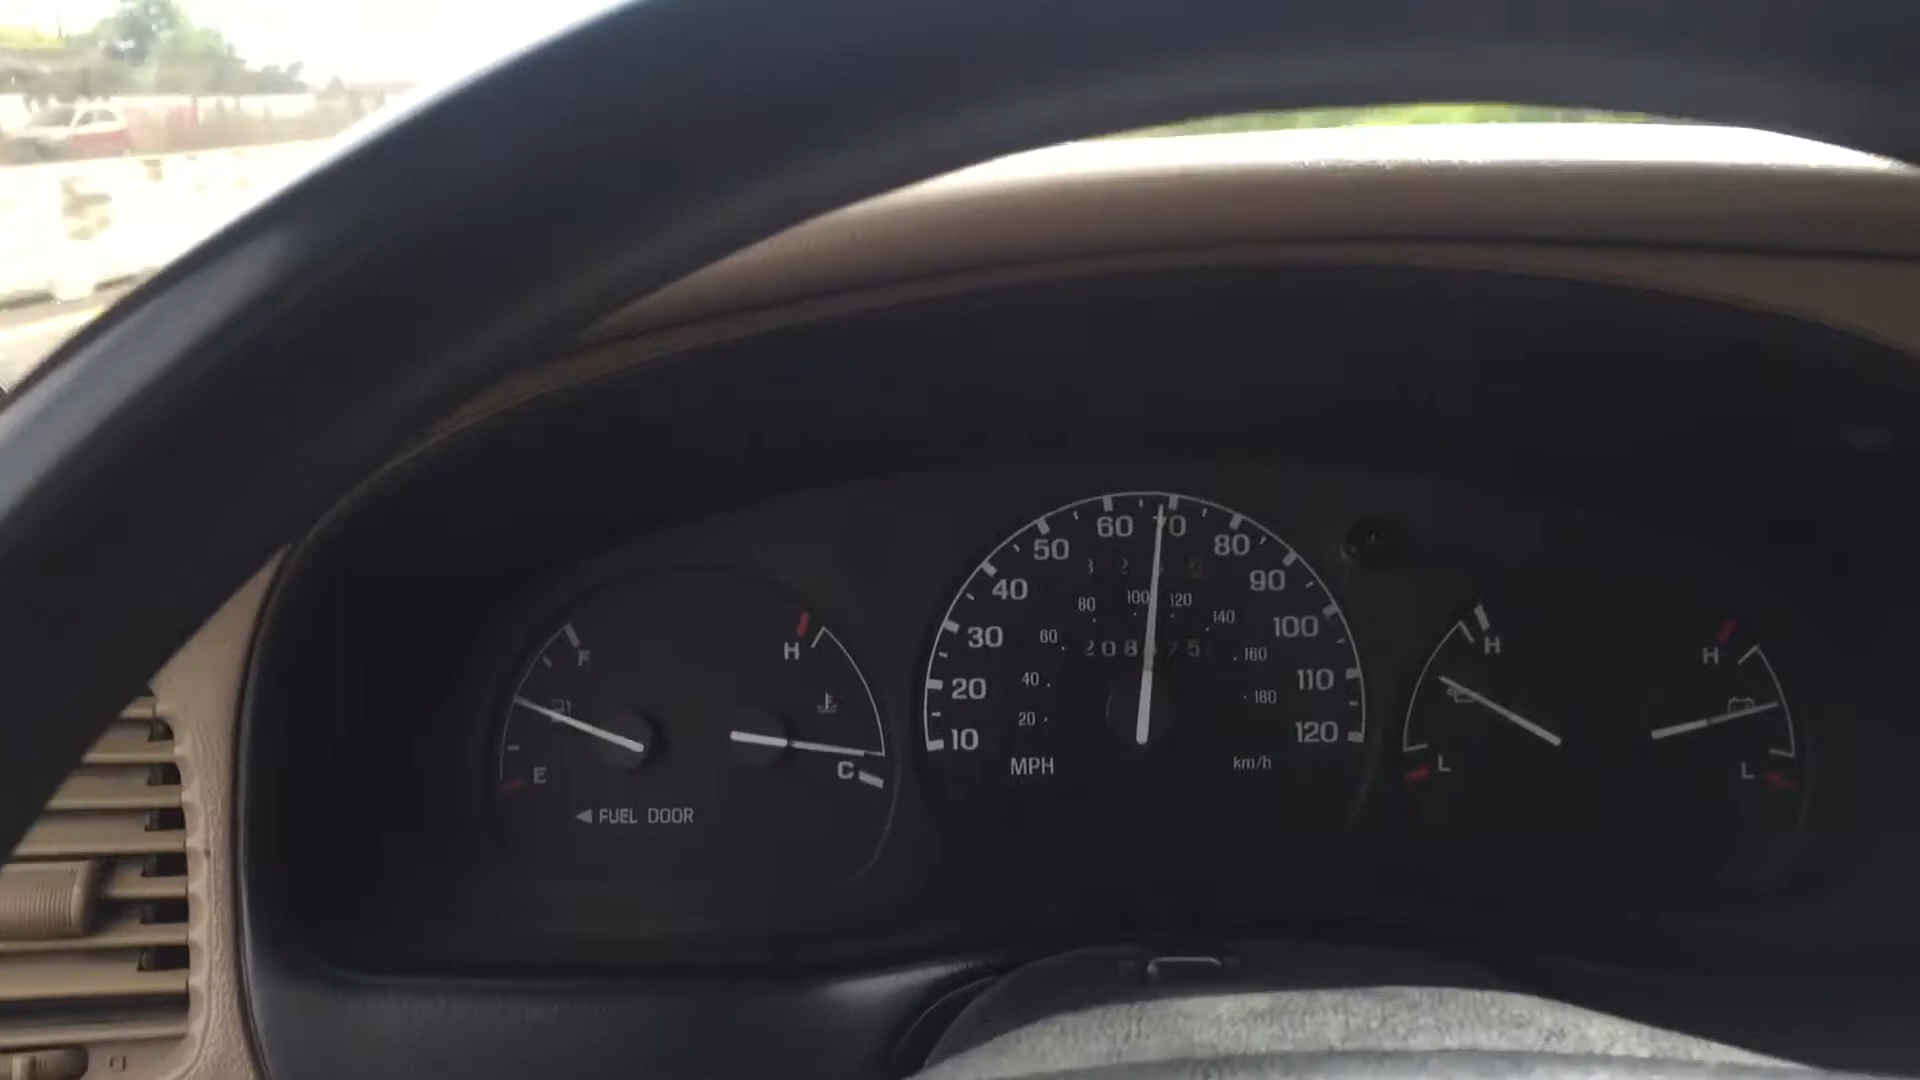 60 70
50 80
40 90
30 100
20 110
10 120
80 100 120 140
60 160
40 180
20
MPH
km/h
F
E
H
C
◀ FUEL DOOR
H
L
H
L